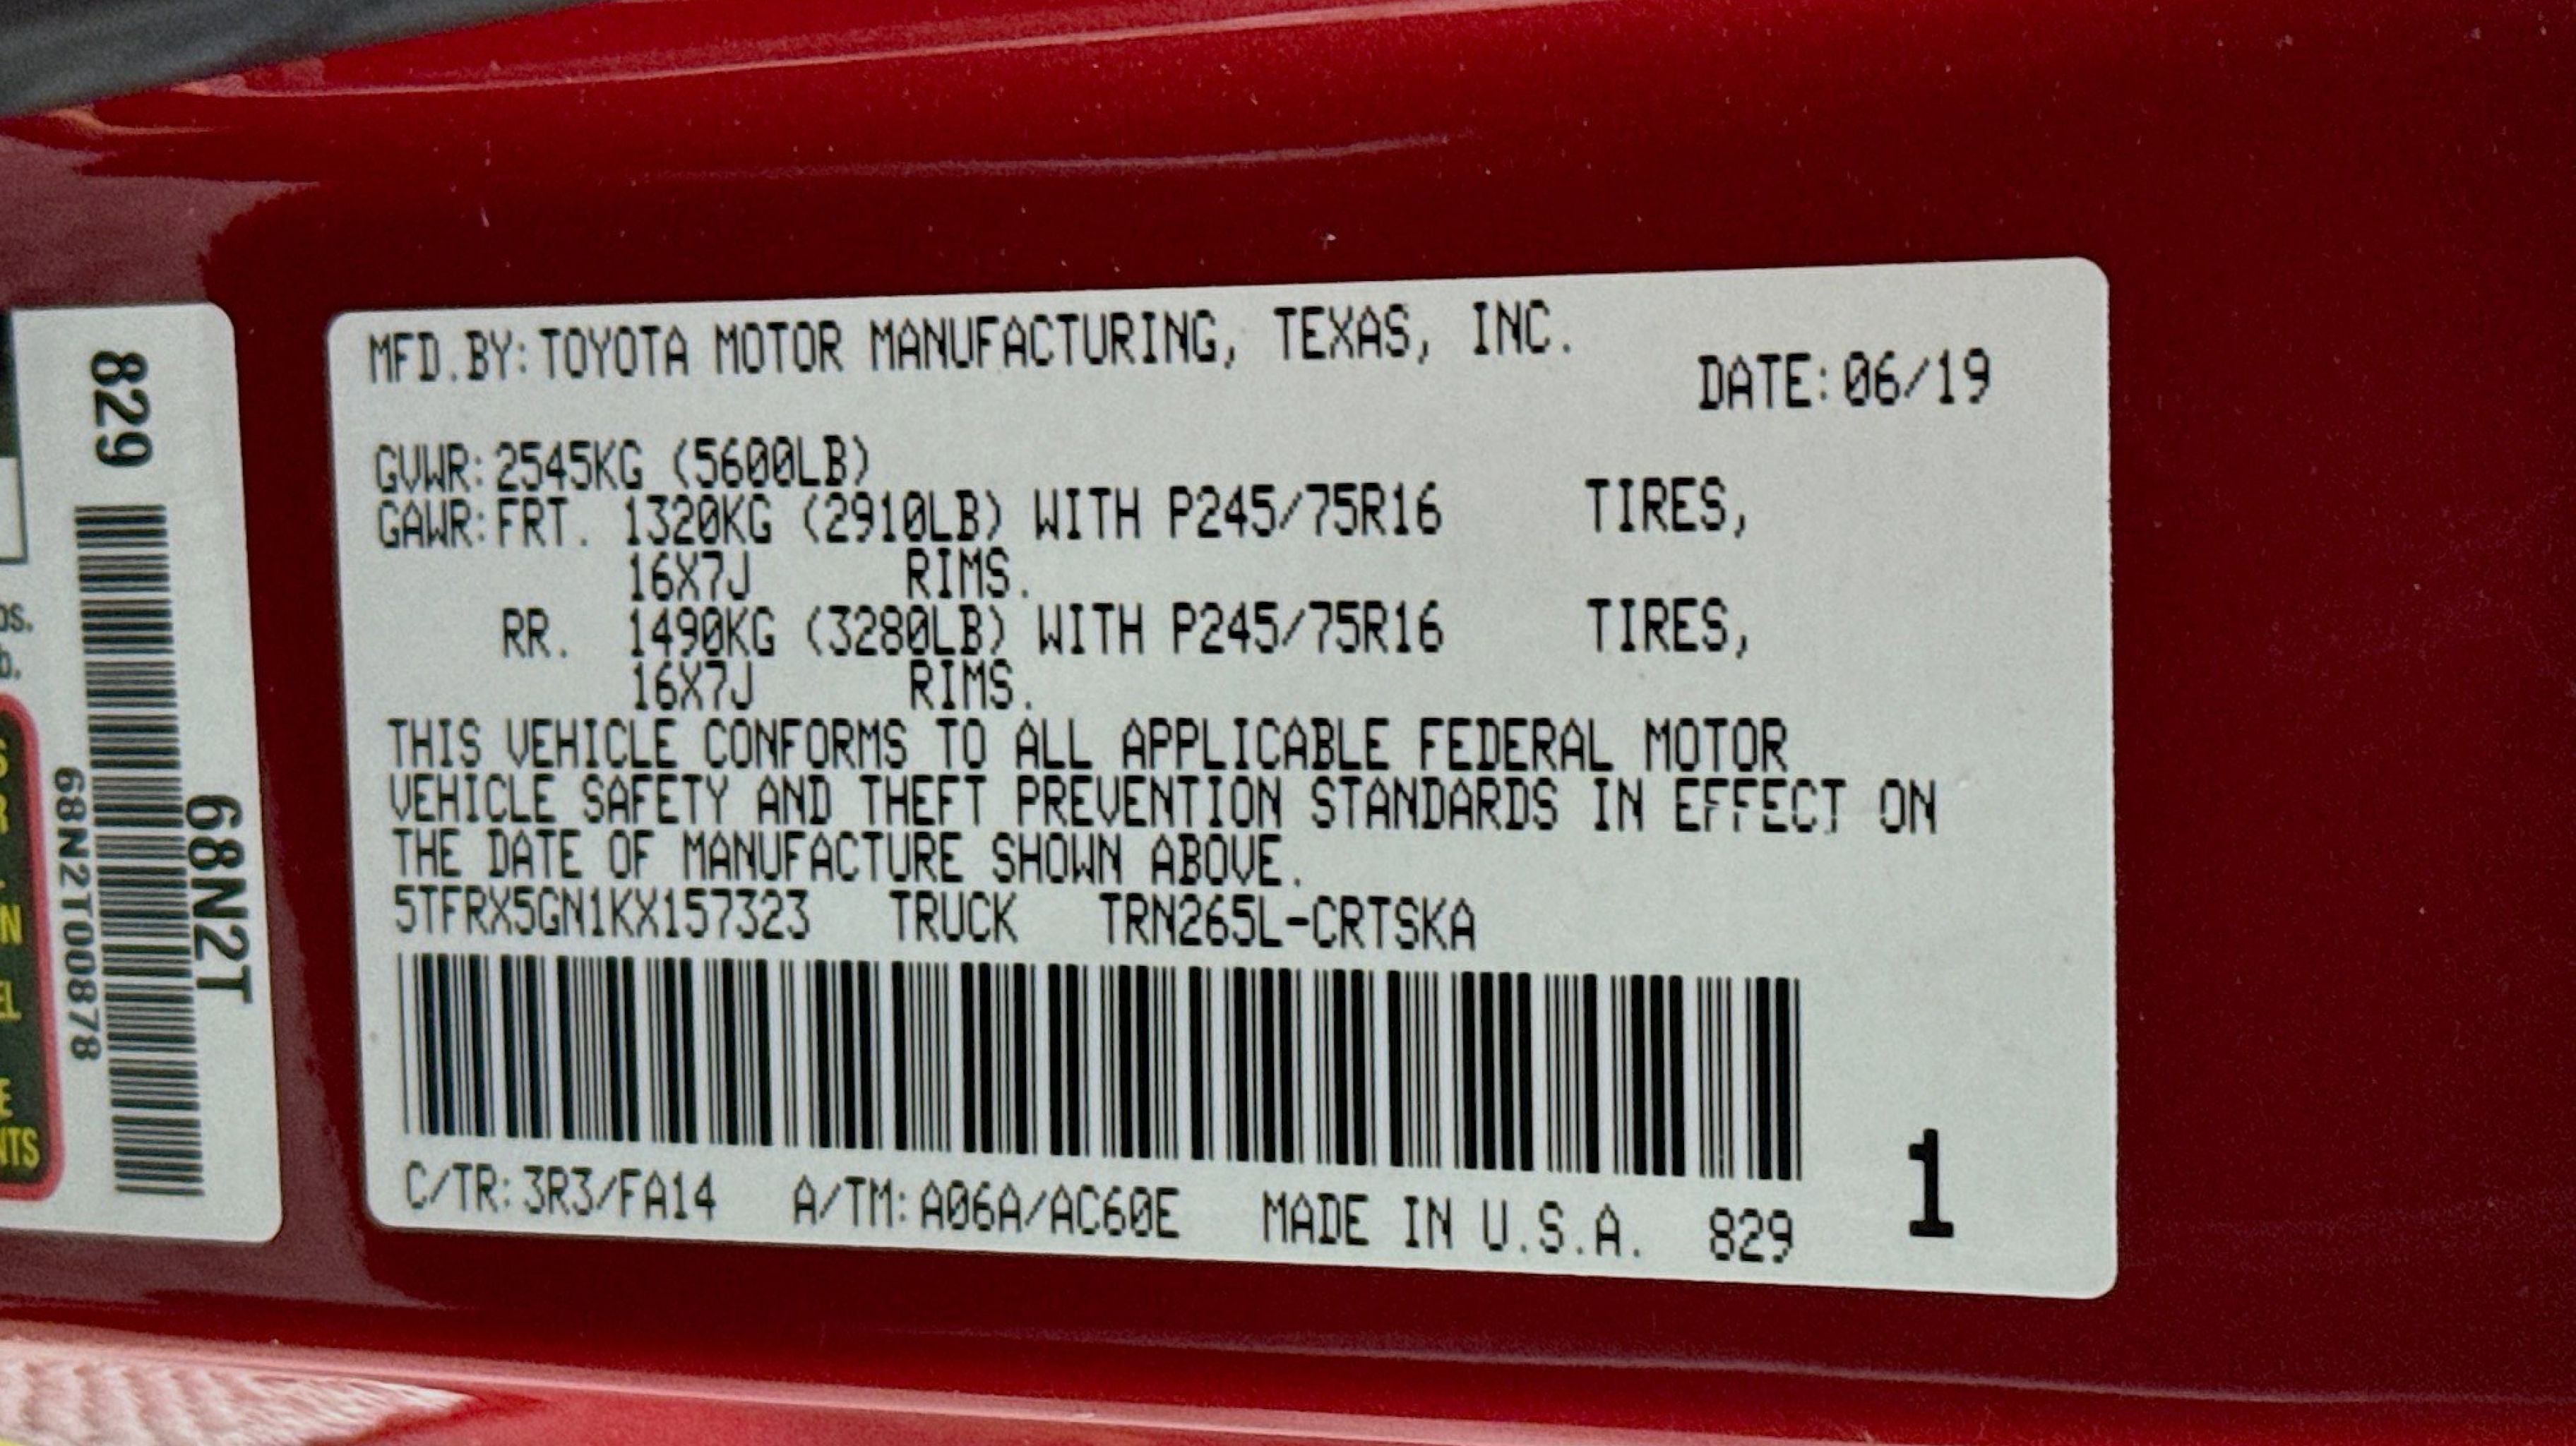 MFD.BY:TOYOTA MOTOR MANUFACTURING, TEXAS, INC.
DATE:06/19
GVWR:2545KG (5600LB)
GAWR:FRT. 1320KG (2910LB) WITH P245/75R16 TIRES,
16X7J RIMS.
RR. 1490KG (3280LB) WITH P245/75R16 TIRES,
16X7J RIMS.
THIS VEHICLE CONFORMS TO ALL APPLICABLE FEDERAL MOTOR
VEHICLE SAFETY AND THEFT PREVENTION STANDARDS IN EFFECT ON
THE DATE OF MANUFACTURE SHOWN ABOVE.
5TFRX5GN1KX157323 TRUCK TRN265L-CRTSKA
C/TR:3R3/FA14 A/TM:A06A/AC60E MADE IN U.S.A. 829
1
829
68N2T
68N2T00878